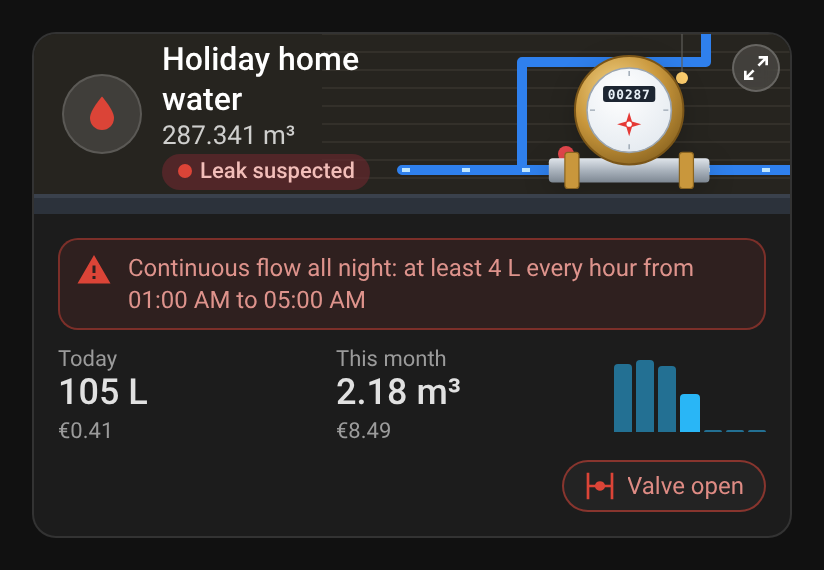 Holiday home
water
287.341 m³
Leak suspected
00287
Continuous flow all night: at least 4 L every hour from
01:00 AM to 05:00 AM
Today
105 L
€0.41
This month
2.18 m³
€8.49
Valve open